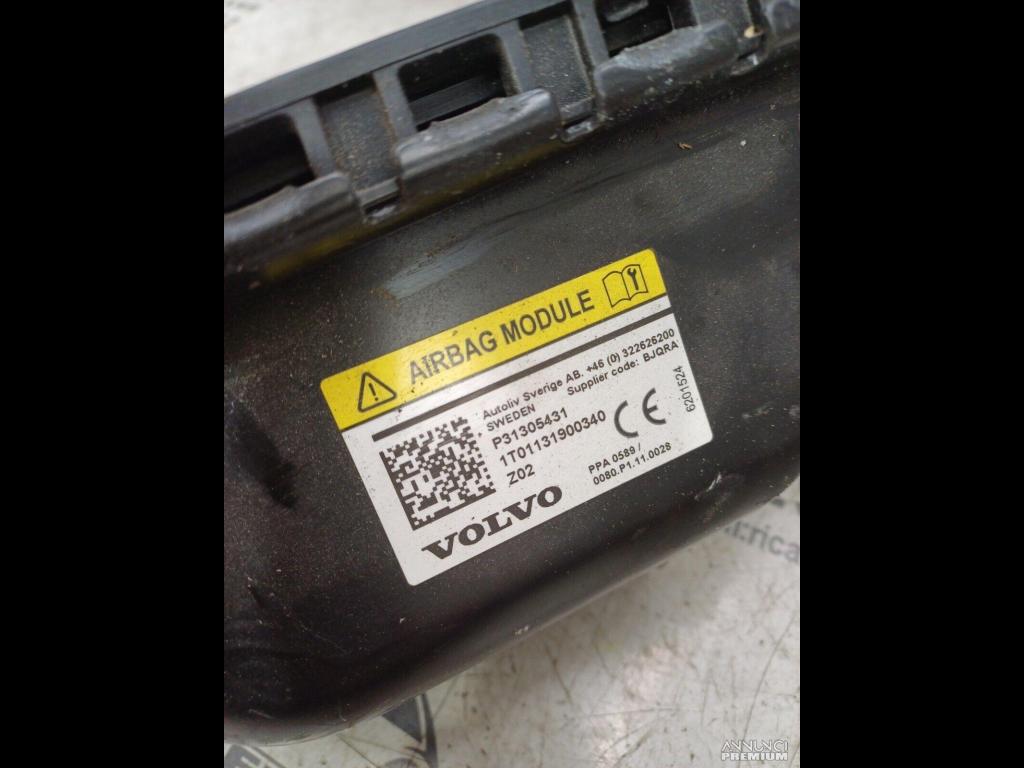 AIRBAG MODULE
Autoliv Sverige AB. +46 (0) 322626200
SWEDEN Supplier code: BJQRA
P31305431
1T01131900340
Z02
CE
6201524
PPA 0589 /
0080.P1.11.0028
VOLVO
ANNUNCI
PREMIUM